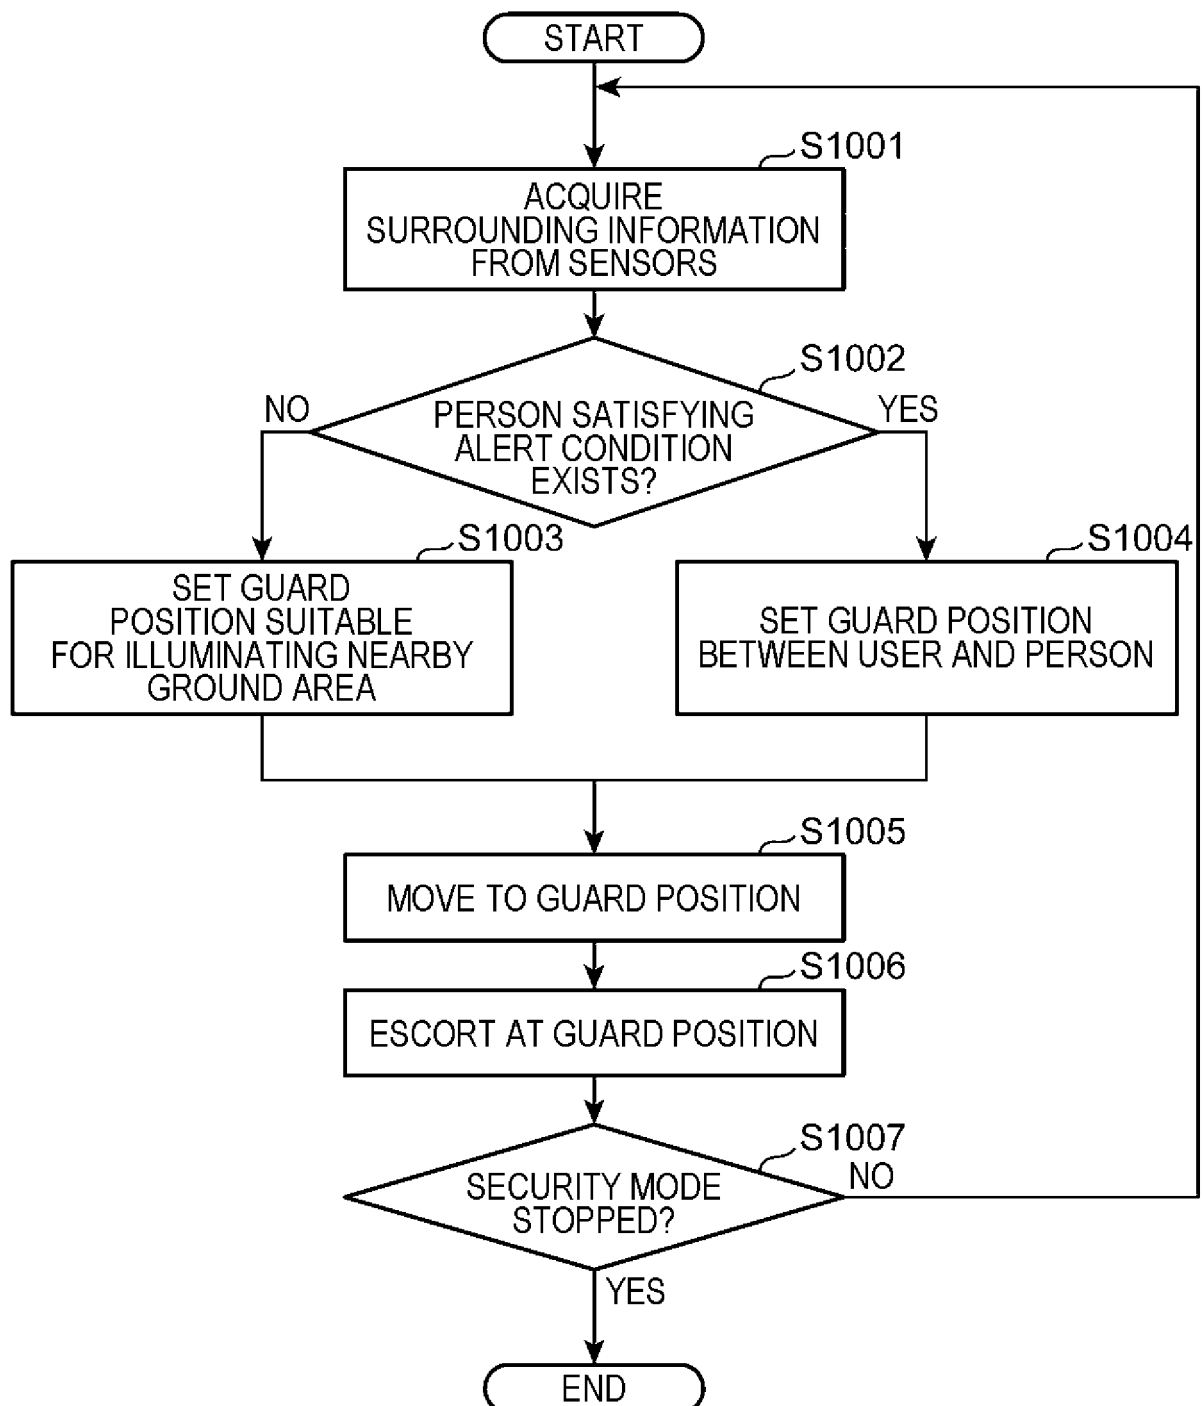 START
S1001
ACQUIRE
SURROUNDING INFORMATION
FROM SENSORS
S1002
NO
YES
PERSON SATISFYING
ALERT CONDITION
EXISTS?
S1003
SET GUARD
POSITION SUITABLE
FOR ILLUMINATING NEARBY
GROUND AREA
S1004
SET GUARD POSITION
BETWEEN USER AND PERSON
S1005
MOVE TO GUARD POSITION
S1006
ESCORT AT GUARD POSITION
S1007
SECURITY MODE
STOPPED?
NO
YES
END